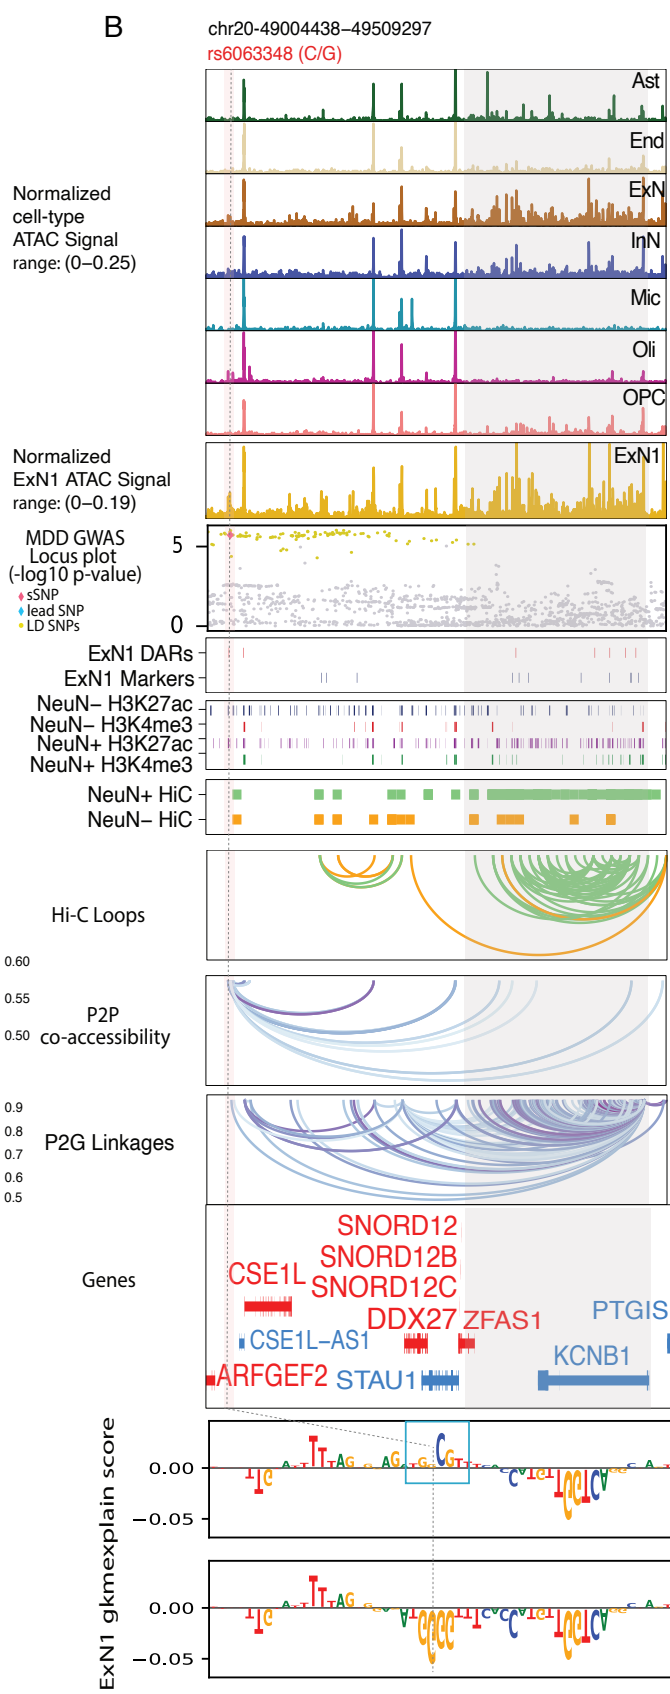 B
chr20-49004438-49509297
rs6063348 (C/G)
Normalized
cell-type
ATAC Signal
range: (0-0.25)
Ast
End
ExN
InN
Mic
Oli
OPC
Normalized
ExN1 ATAC Signal
range: (0-0.19)
ExN1
MDD GWAS
Locus plot
(-log10 p-value)
sSNP
lead SNP
LD SNPs
5
0
ExN1 DARs
ExN1 Markers
NeuN- H3K27ac
NeuN- H3K4me3
NeuN+ H3K27ac
NeuN+ H3K4me3
NeuN+ HiC
NeuN- HiC
Hi-C Loops
0.60
0.55
0.50
P2P
co-accessibility
0.9
0.8
0.7
0.6
0.5
P2G Linkages
Genes
SNORD12
SNORD12B
CSE1L
SNORD12C
DDX27
ZFAS1
PTGIS
CSE1L-AS1
KCNB1
ARFGEF2
STAU1
ExN1 gkmexplain score
0.00
-0.05
0.00
-0.05